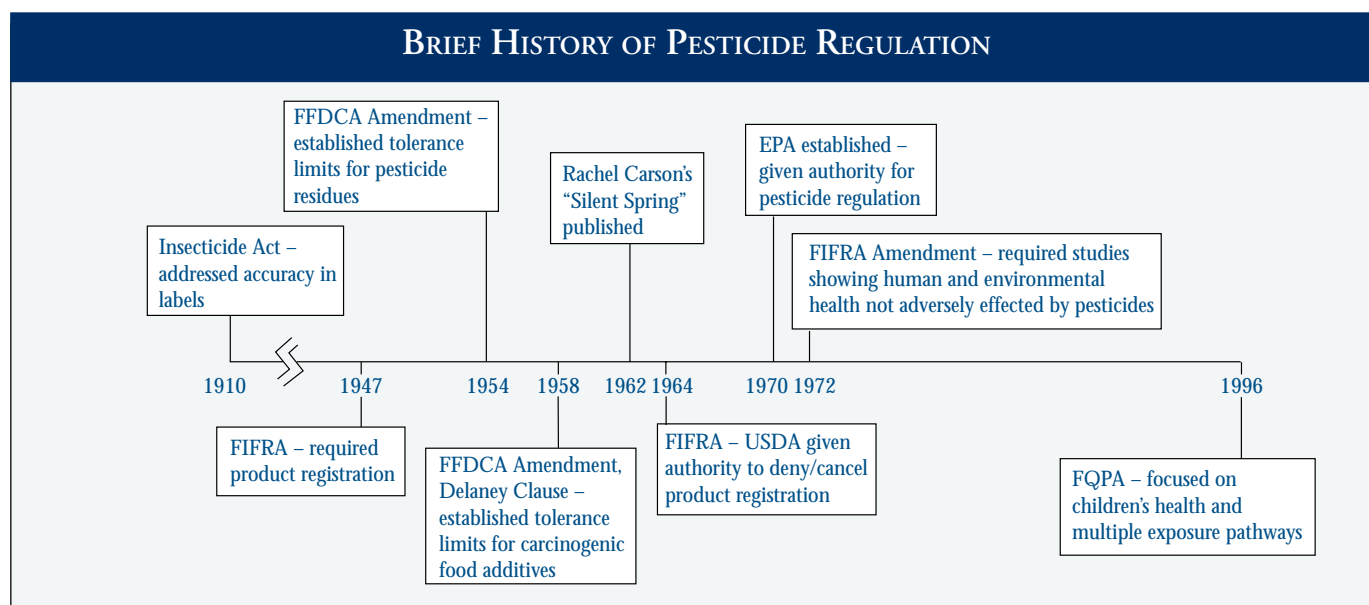 BRIEF HISTORY OF PESTICIDE REGULATION
FFDCA Amendment –
established tolerance
limits for pesticide
residues
EPA established –
given authority for
pesticide regulation
Rachel Carson's
“Silent Spring”
published
Insecticide Act –
addressed accuracy in
labels
FIFRA Amendment – required studies
showing human and environmental
health not adversely effected by pesticides
1910 1947 1954 1958 1962 1964 1970 1972 1996
FIFRA – required
product registration
FFDCA Amendment,
Delaney Clause –
established tolerance
limits for carcinogenic
food additives
FIFRA – USDA given
authority to deny/cancel
product registration
FQPA – focused on
children's health and
multiple exposure pathways